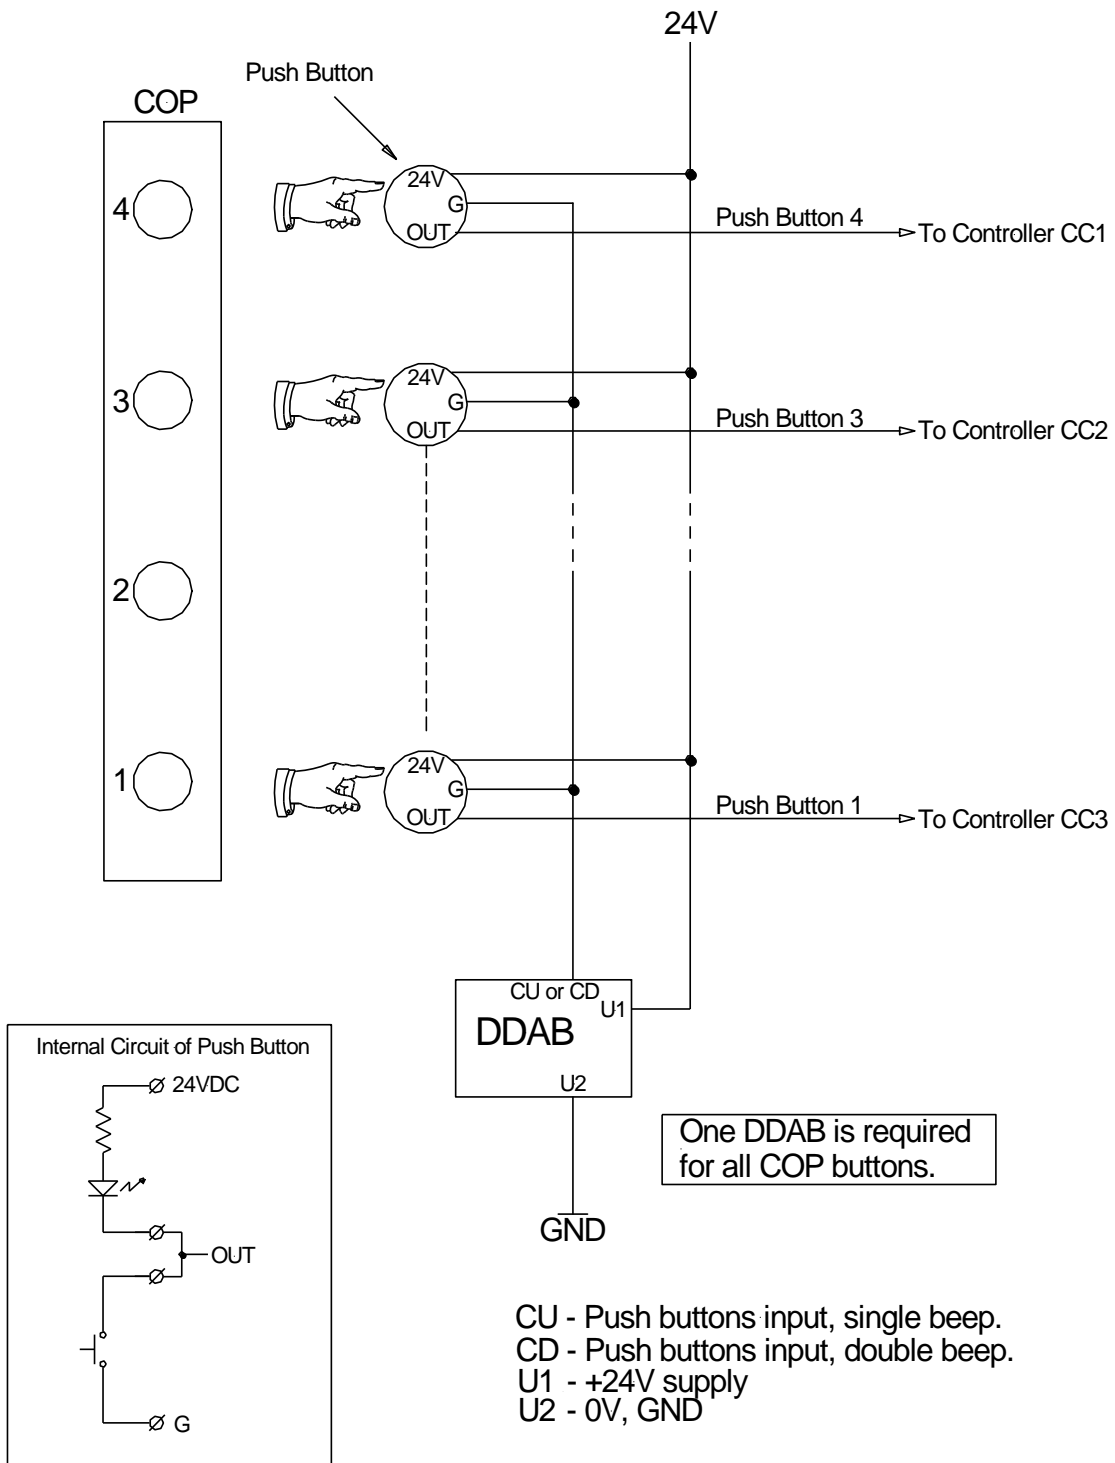 24V
Push Button
COP
4
24V
G
OUT
Push Button 4
To Controller CC1
3
24V
G
OUT
Push Button 3
To Controller CC2
2
1
24V
G
OUT
Push Button 1
To Controller CC3
CU or CD
U1
DDAB
U2
GND
Internal Circuit of Push Button
24VDC
OUT
G
One DDAB is required
for all COP buttons.
CU - Push buttons input, single beep.
CD - Push buttons input, double beep.
U1 - +24V supply
U2 - 0V, GND